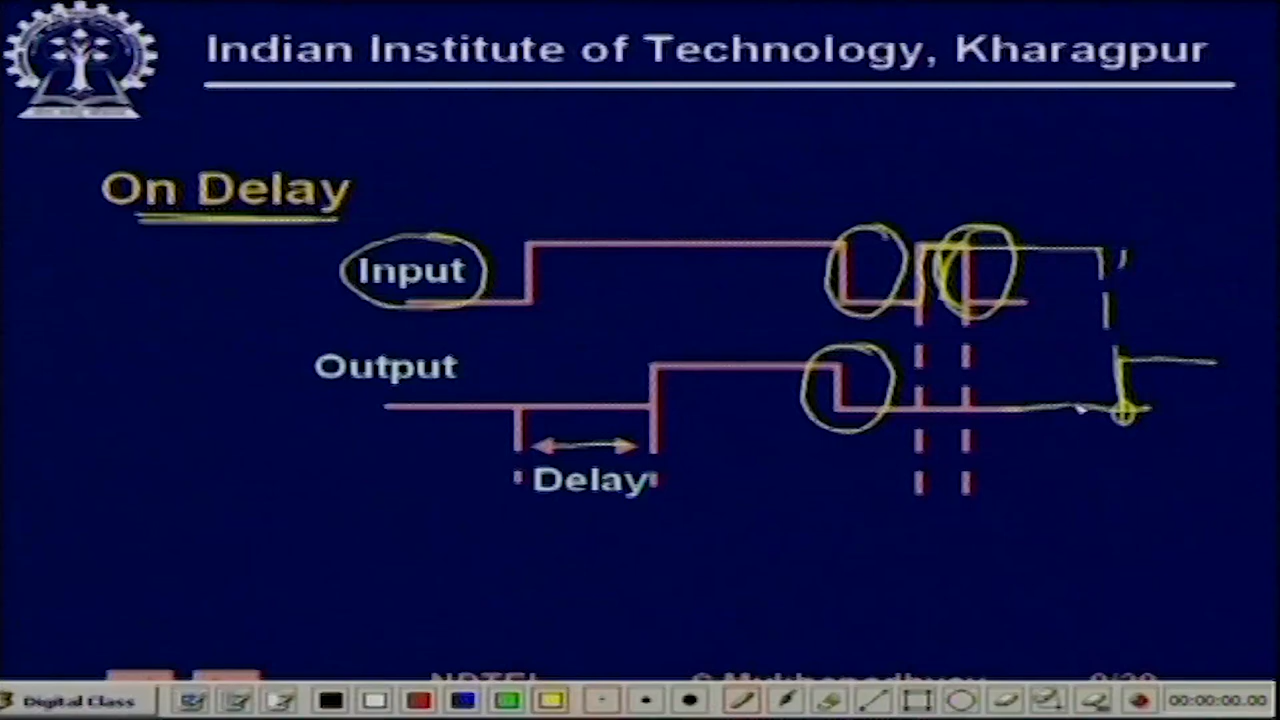 Indian Institute of Technology, Kharagpur
On Delay
Input
Output
Delay
Digital Class
00:00:00.00